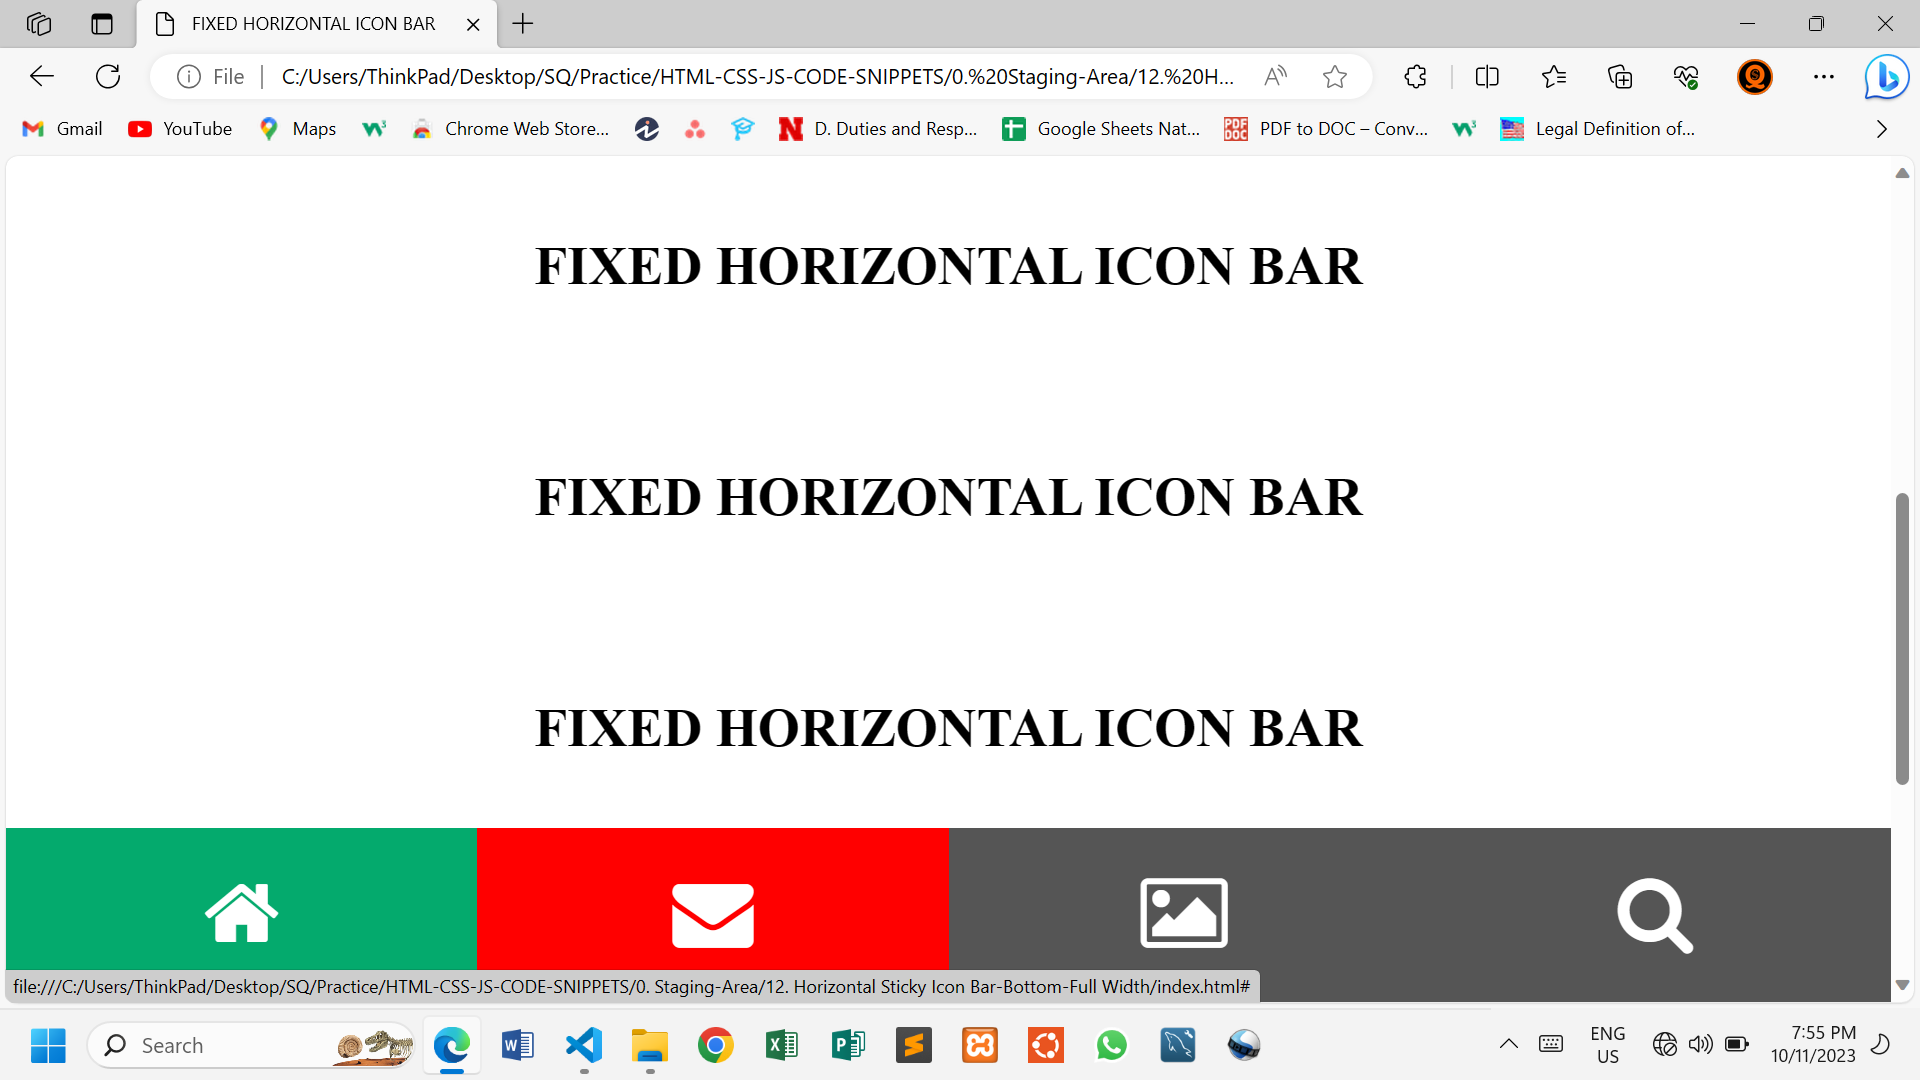 FIXED HORIZONTAL ICON BAR
File
C:/Users/ThinkPad/Desktop/SQ/Practice/HTML-CSS-JS-CODE-SNIPPETS/0.%20Staging-Area/12.%20H...
Gmail YouTube Maps Chrome Web Store... D. Duties and Resp... Google Sheets Nat... PDF to DOC – Conv... Legal Definition of...
FIXED HORIZONTAL ICON BAR
FIXED HORIZONTAL ICON BAR
FIXED HORIZONTAL ICON BAR
file:///C:/Users/ThinkPad/Desktop/SQ/Practice/HTML-CSS-JS-CODE-SNIPPETS/0. Staging-Area/12. Horizontal Sticky Icon Bar-Bottom-Full Width/index.html#
Search
ENG
US
7:55 PM
10/11/2023